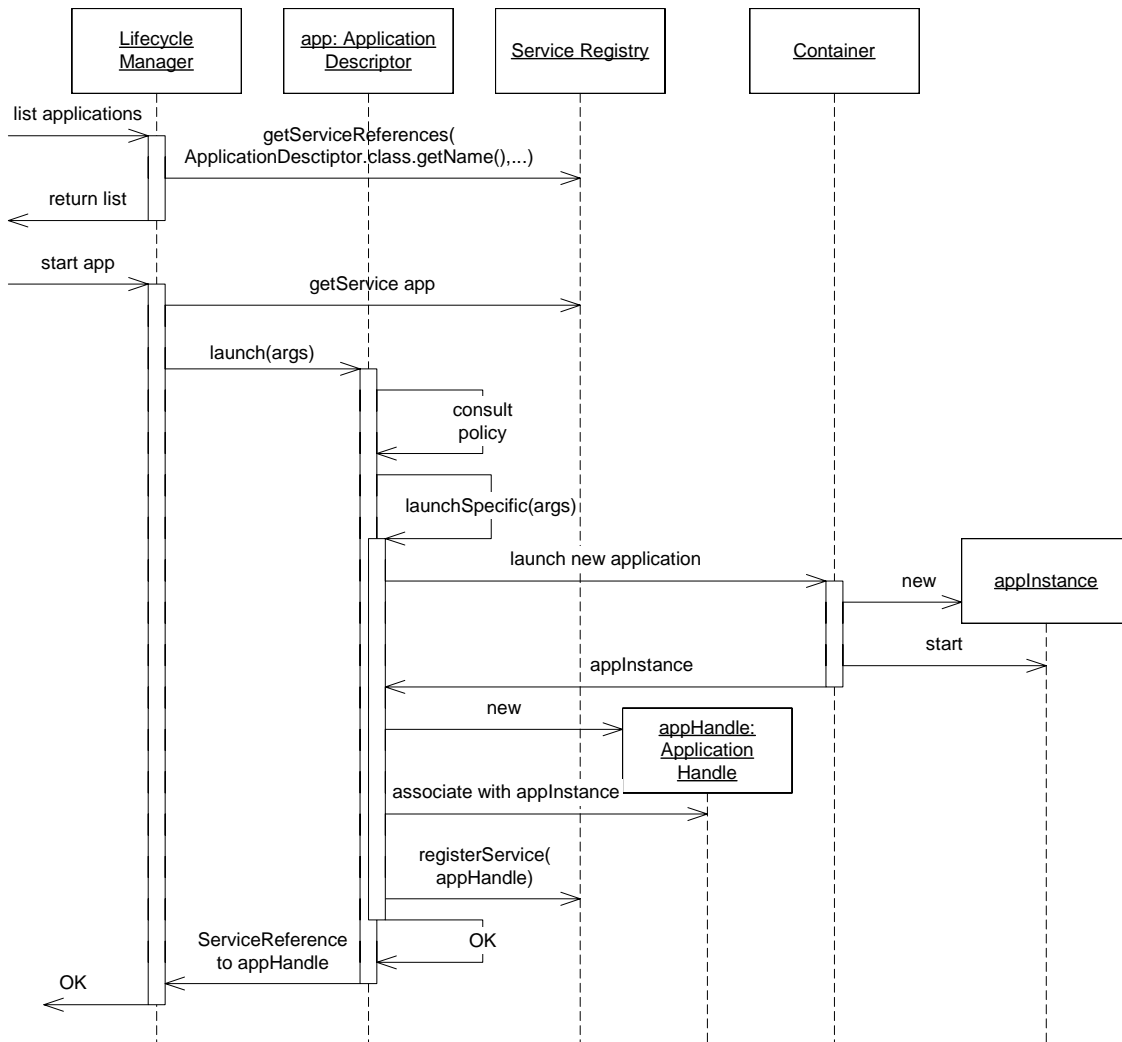 Lifecycle
Manager
app: Application
Descriptor
Service Registry
Container
list applications
getServiceReferences(
ApplicationDesctiptor.class.getName(),...)
return list
start app
getService app
launch(args)
consult
policy
launchSpecific(args)
launch new application
new
appInstance
start
appInstance
new
appHandle:
Application
Handle
associate with appInstance
registerService(
appHandle)
OK
ServiceReference
to appHandle
OK